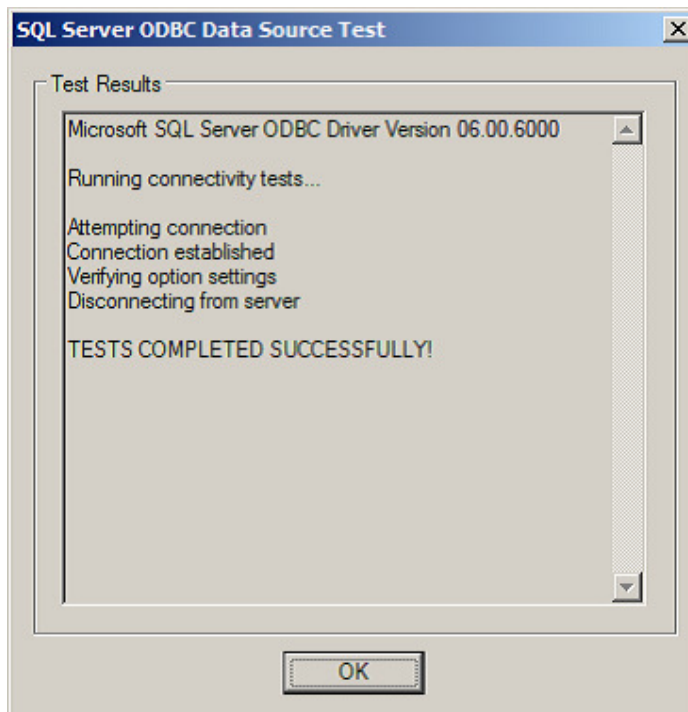 SQL Server ODBC Data Source Test
Test Results
Microsoft SQL Server ODBC Driver Version 06.00.6000
Running connectivity tests...
Attempting connection
Connection established
Verifying option settings
Disconnecting from server
TESTS COMPLETED SUCCESSFULLY!
OK